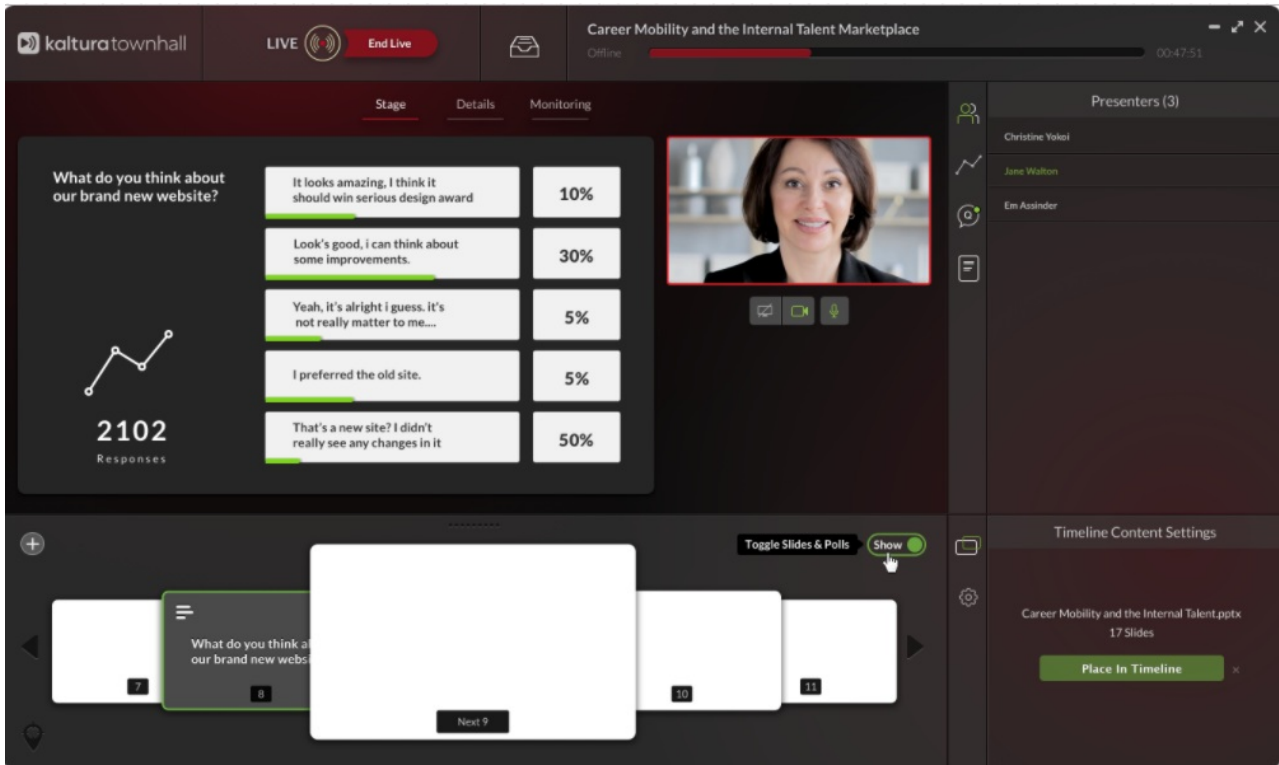 kaltura townhall
LIVE
End Live
Career Mobility and the Internal Talent Marketplace
Offline
00:47:51
Stage
Details
Monitoring
What do you think about
our brand new website?
It looks amazing, I think it
should win serious design award
10%
Look's good, i can think about
some improvements.
30%
Yeah, it's alright i guess. it's
not really matter to me....
5%
I preferred the old site.
5%
That's a new site? I didn't
really see any changes in it
50%
2102
Responses
Q
Presenters (3)
Christine Yokoi
Jane Walton
Em Assinder
Toggle Slides & Polls
Show
What do you think a
our brand new websi
7
8
Next 9
10
11
Timeline Content Settings
Career Mobility and the Internal Talent.pptx
17 Slides
Place In Timeline